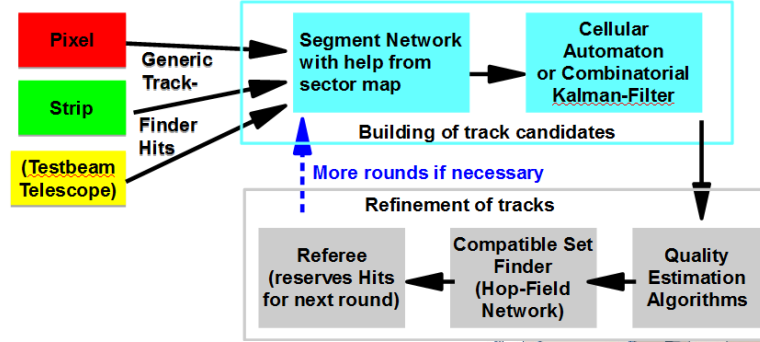 Pixel
Strip
(Testbeam
Telescope)
Generic
Track-
Finder
Hits
Segment Network
with help from
sector map
Cellular
Automaton
or Combinatorial
Kalman-Filter
Building of track candidates
More rounds if necessary
Refinement of tracks
Referee
(reserves Hits
for next round)
Compatible Set
Finder
(Hop-Field
Network)
Quality
Estimation
Algorithms